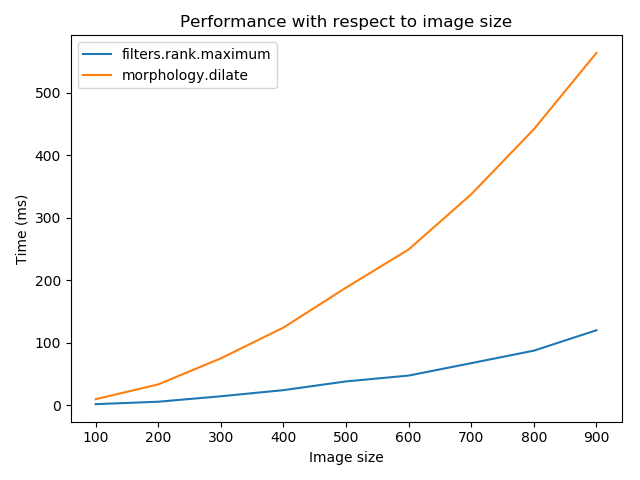 Performance with respect to image size
filters.rank.maximum
morphology.dilate
Time (ms)
500
400
300
200
100
0
100 200 300 400 500 600 700 800 900
Image size